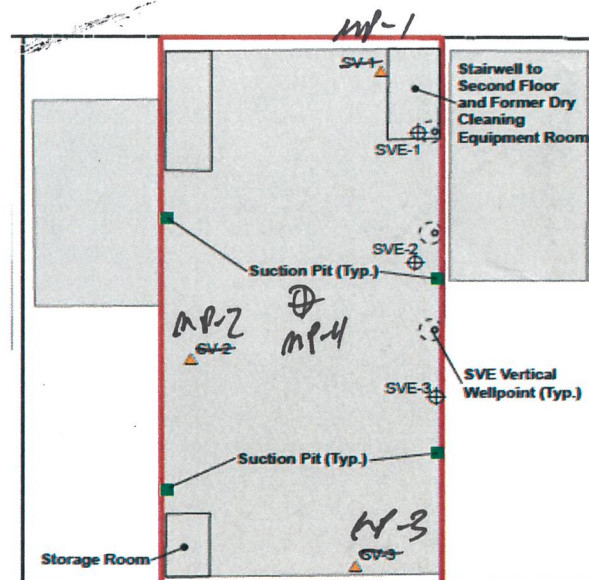 MP-1
SV-1
Stairwell to
Second Floor
and Former Dry
Cleaning
Equipment Room
SVE-1
SVE-2
Suction Pit (Typ.)
MP-2
SV-2
MP-4
SVE Vertical
Wellpoint (Typ.)
SVE-3
Suction Pit (Typ.)
MP-3
SV-3
Storage Room